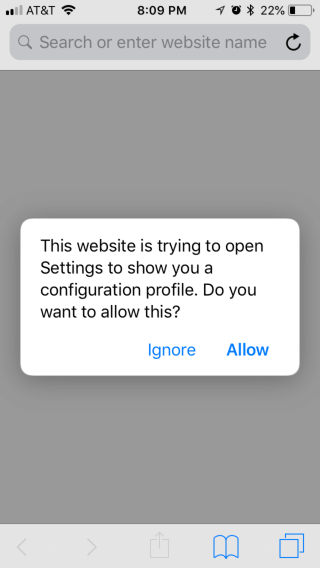 AT&T 8:09 PM 22%
Search or enter website name
This website is trying to open
Settings to show you a
configuration profile. Do you
want to allow this?
Ignore Allow